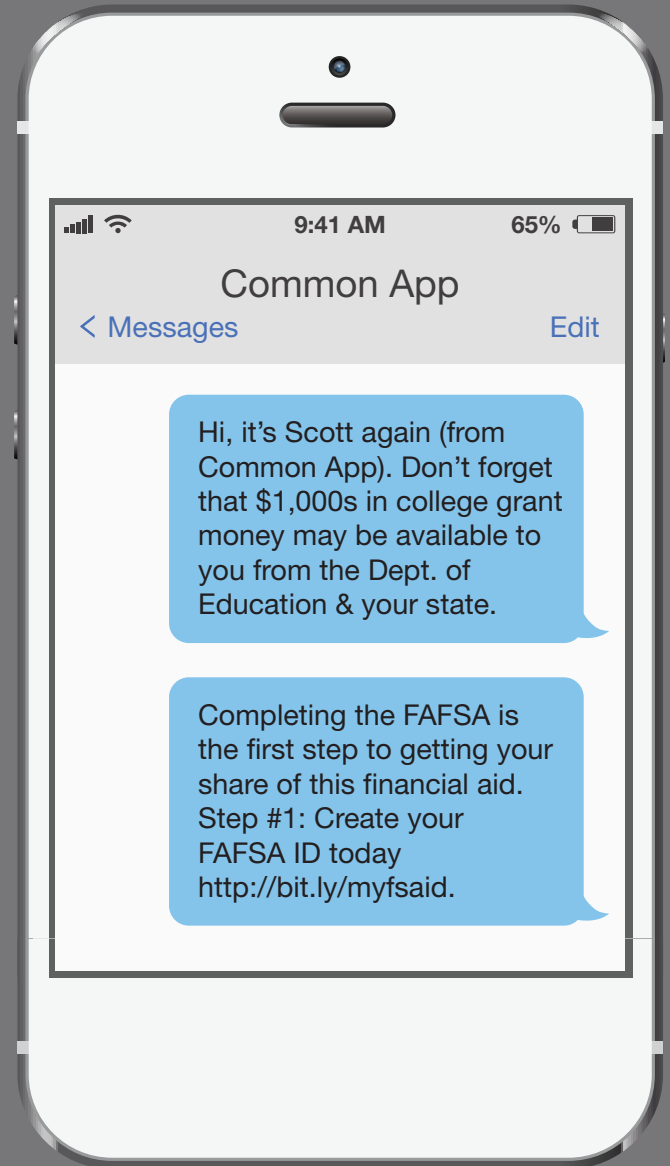 9:41 AM 65%
Common App
< Messages Edit
Hi, it’s Scott again (from
Common App). Don’t forget
that $1,000s in college grant
money may be available to
you from the Dept. of
Education & your state.
Completing the FAFSA is
the first step to getting your
share of this financial aid.
Step #1: Create your
FAFSA ID today
http://bit.ly/myfsaid.